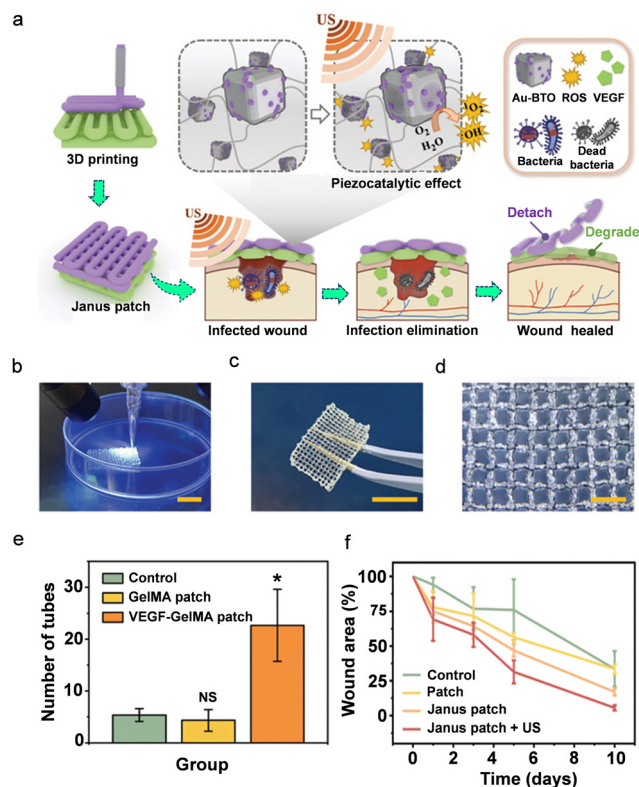 a
US
US
Au-BTO ROS VEGF
Bacteria
Dead
bacteria
O₂
H₂O
¹O₂
·OH
3D printing
Piezocatalytic effect
US
Detach
Degrade
Janus patch
Infected wound
Infection elimination
Wound healed
b
c
d
e
Number of tubes
30
20
10
0
Control
GelMA patch
VEGF-GelMA patch
NS
*
Group
f
Wound area (%)
100
75
50
25
0
Control
Patch
Janus patch
Janus patch + US
0 2 4 6 8 10
Time (days)